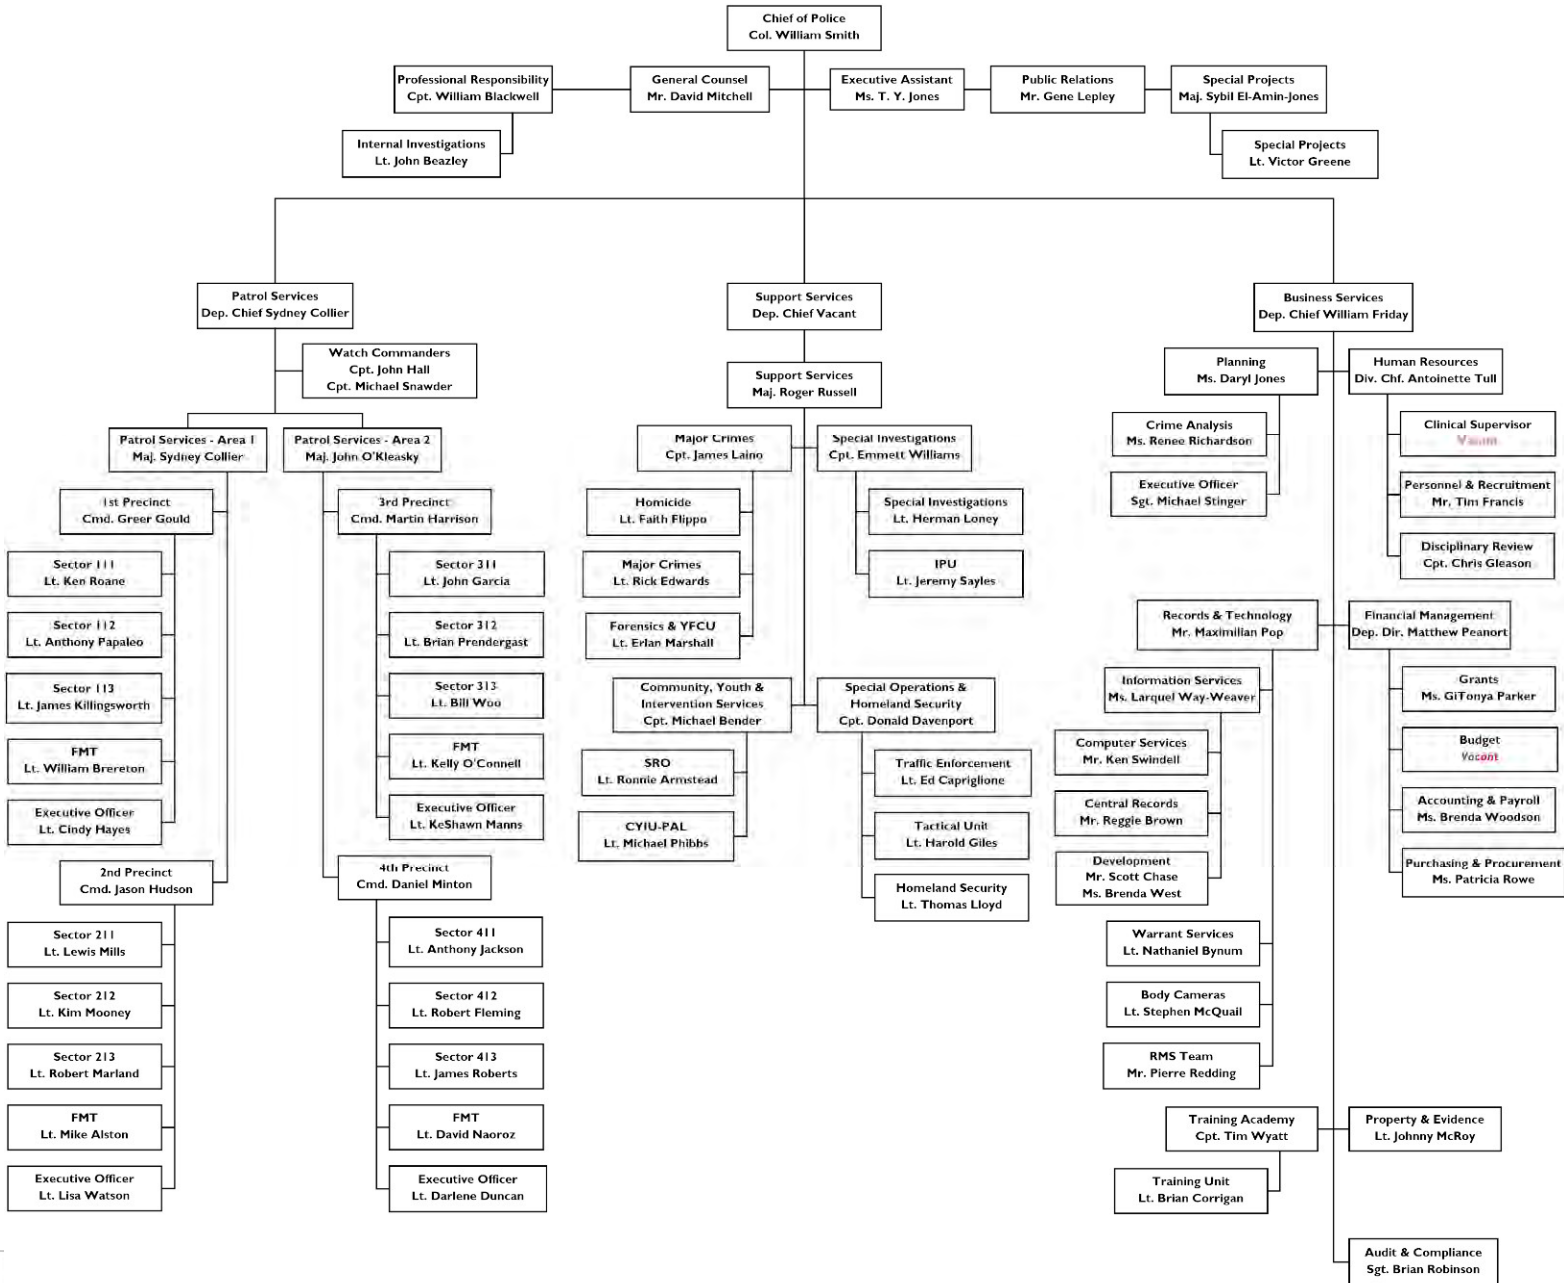 Chief of Police
Col. William Smith
Professional Responsibility
Cpt. William Blackwell
General Counsel
Mr. David Mitchell
Executive Assistant
Ms. T. Y. Jones
Public Relations
Mr. Gene Lepley
Special Projects
Maj. Sybil El-Amin-Jones
Internal Investigations
Lt. John Beazley
Special Projects
Lt. Victor Greene
Patrol Services
Dep. Chief Sydney Collier
Watch Commanders
Cpt. John Hall
Cpt. Michael Snawder
Patrol Services - Area 1
Maj. Sydney Collier
1st Precinct
Cmd. Greer Gould
Sector 111
Lt. Ken Roane
Sector 112
Lt. Anthony Papaleo
Sector 113
Lt. James Killingsworth
FMT
Lt. William Brereton
Executive Officer
Lt. Cindy Hayes
2nd Precinct
Cmd. Jason Hudson
Sector 211
Lt. Lewis Mills
Sector 212
Lt. Kim Mooney
Sector 213
Lt. Robert Marland
FMT
Lt. Mike Alston
Executive Officer
Lt. Lisa Watson
Patrol Services - Area 2
Maj. John O'Kleasky
3rd Precinct
Cmd. Martin Harrison
Sector 311
Lt. John Garcia
Sector 312
Lt. Brian Prendergast
Sector 313
Lt. Bill Woo
FMT
Lt. Kelly O'Connell
Executive Officer
Lt. KeShawn Manns
4th Precinct
Cmd. Daniel Minton
Sector 411
Lt. Anthony Jackson
Sector 412
Lt. Robert Fleming
Sector 413
Lt. James Roberts
FMT
Lt. David Naoroz
Executive Officer
Lt. Darlene Duncan
Support Services
Dep. Chief Vacant
Support Services
Maj. Roger Russell
Major Crimes
Cpt. James Laino
Homicide
Lt. Faith Flippo
Major Crimes
Lt. Rick Edwards
Forensics & YFCU
Lt. Erlan Marshall
Special Investigations
Cpt. Emmett Williams
Special Investigations
Lt. Herman Loney
IPU
Lt. Jeremy Sayles
Community, Youth &
Intervention Services
Cpt. Michael Bender
SRO
Lt. Ronnie Armstead
CYIU-PAL
Lt. Michael Phibbs
Special Operations &
Homeland Security
Cpt. Donald Davenport
Traffic Enforcement
Lt. Ed Capriglione
Tactical Unit
Lt. Harold Giles
Homeland Security
Lt. Thomas Lloyd
Business Services
Dep. Chief William Friday
Planning
Ms. Daryl Jones
Crime Analysis
Ms. Renee Richardson
Executive Officer
Sgt. Michael Stinger
Human Resources
Div. Chf. Antoinette Tull
Clinical Supervisor
Vacant
Personnel & Recruitment
Mr. Tim Francis
Disciplinary Review
Cpt. Chris Gleason
Records & Technology
Mr. Maximilian Pop
Information Services
Ms. Larquel Way-Weaver
Computer Services
Mr. Ken Swindell
Central Records
Mr. Reggie Brown
Development
Mr. Scott Chase
Ms. Brenda West
Warrant Services
Lt. Nathaniel Bynum
Body Cameras
Lt. Stephen McQuail
RMS Team
Mr. Pierre Redding
Financial Management
Dep. Dir. Matthew Peanort
Grants
Ms. GiTonya Parker
Budget
Vacant
Accounting & Payroll
Ms. Brenda Woodson
Purchasing & Procurement
Ms. Patricia Rowe
Training Academy
Cpt. Tim Wyatt
Training Unit
Lt. Brian Corrigan
Property & Evidence
Lt. Johnny McRoy
Audit & Compliance
Sgt. Brian Robinson